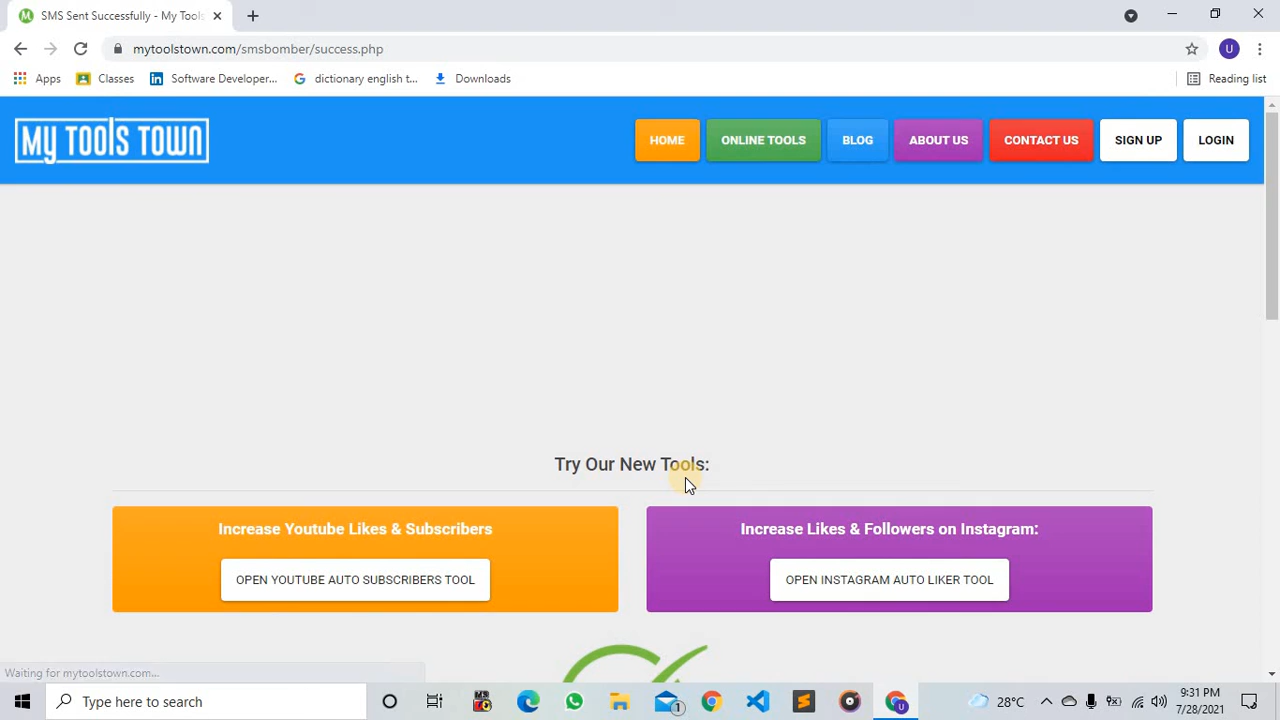 SMS Sent Successfully - My Tools
mytoolstown.com/smsbomber/success.php
U
Apps
Classes
Software Developer...
dictionary english t...
Downloads
Reading list
MY TOOLS TOWN
HOME
ONLINE TOOLS
BLOG
ABOUT US
CONTACT US
SIGN UP
LOGIN
Try Our New Tools:
Increase Youtube Likes & Subscribers
OPEN YOUTUBE AUTO SUBSCRIBERS TOOL
Increase Likes & Followers on Instagram:
OPEN INSTAGRAM AUTO LIKER TOOL
Waiting for mytoolstown.com...
Type here to search
1
U
28°C
9:31 PM
7/28/2021